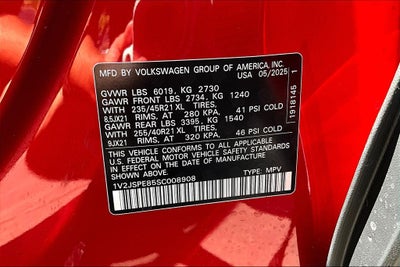 MFD. BY VOLKSWAGEN GROUP OF AMERICA, INC.
USA 05/2025
GVWR LBS 6019, KG 2730
GAWR FRONT LBS 2734, KG 1240
WITH 235/45R21 XL TIRES.
8.5JX21 RIMS, AT 280 KPA 41 PSI COLD
GAWR REAR LBS 3395, KG 1540
WITH 255/40R21 XL TIRES.
9JX21 RIMS, AT 320 KPA 46 PSI COLD
THIS VEHICLE CONFORMS TO ALL APPLICABLE
U.S. FEDERAL MOTOR VEHICLE SAFETY STANDARDS
IN EFFECT ON THE DATE OF MANUFACTURE SHOWN
ABOVE.
1V2JSPE85SC008908 TYPE: MPV
1918145 1